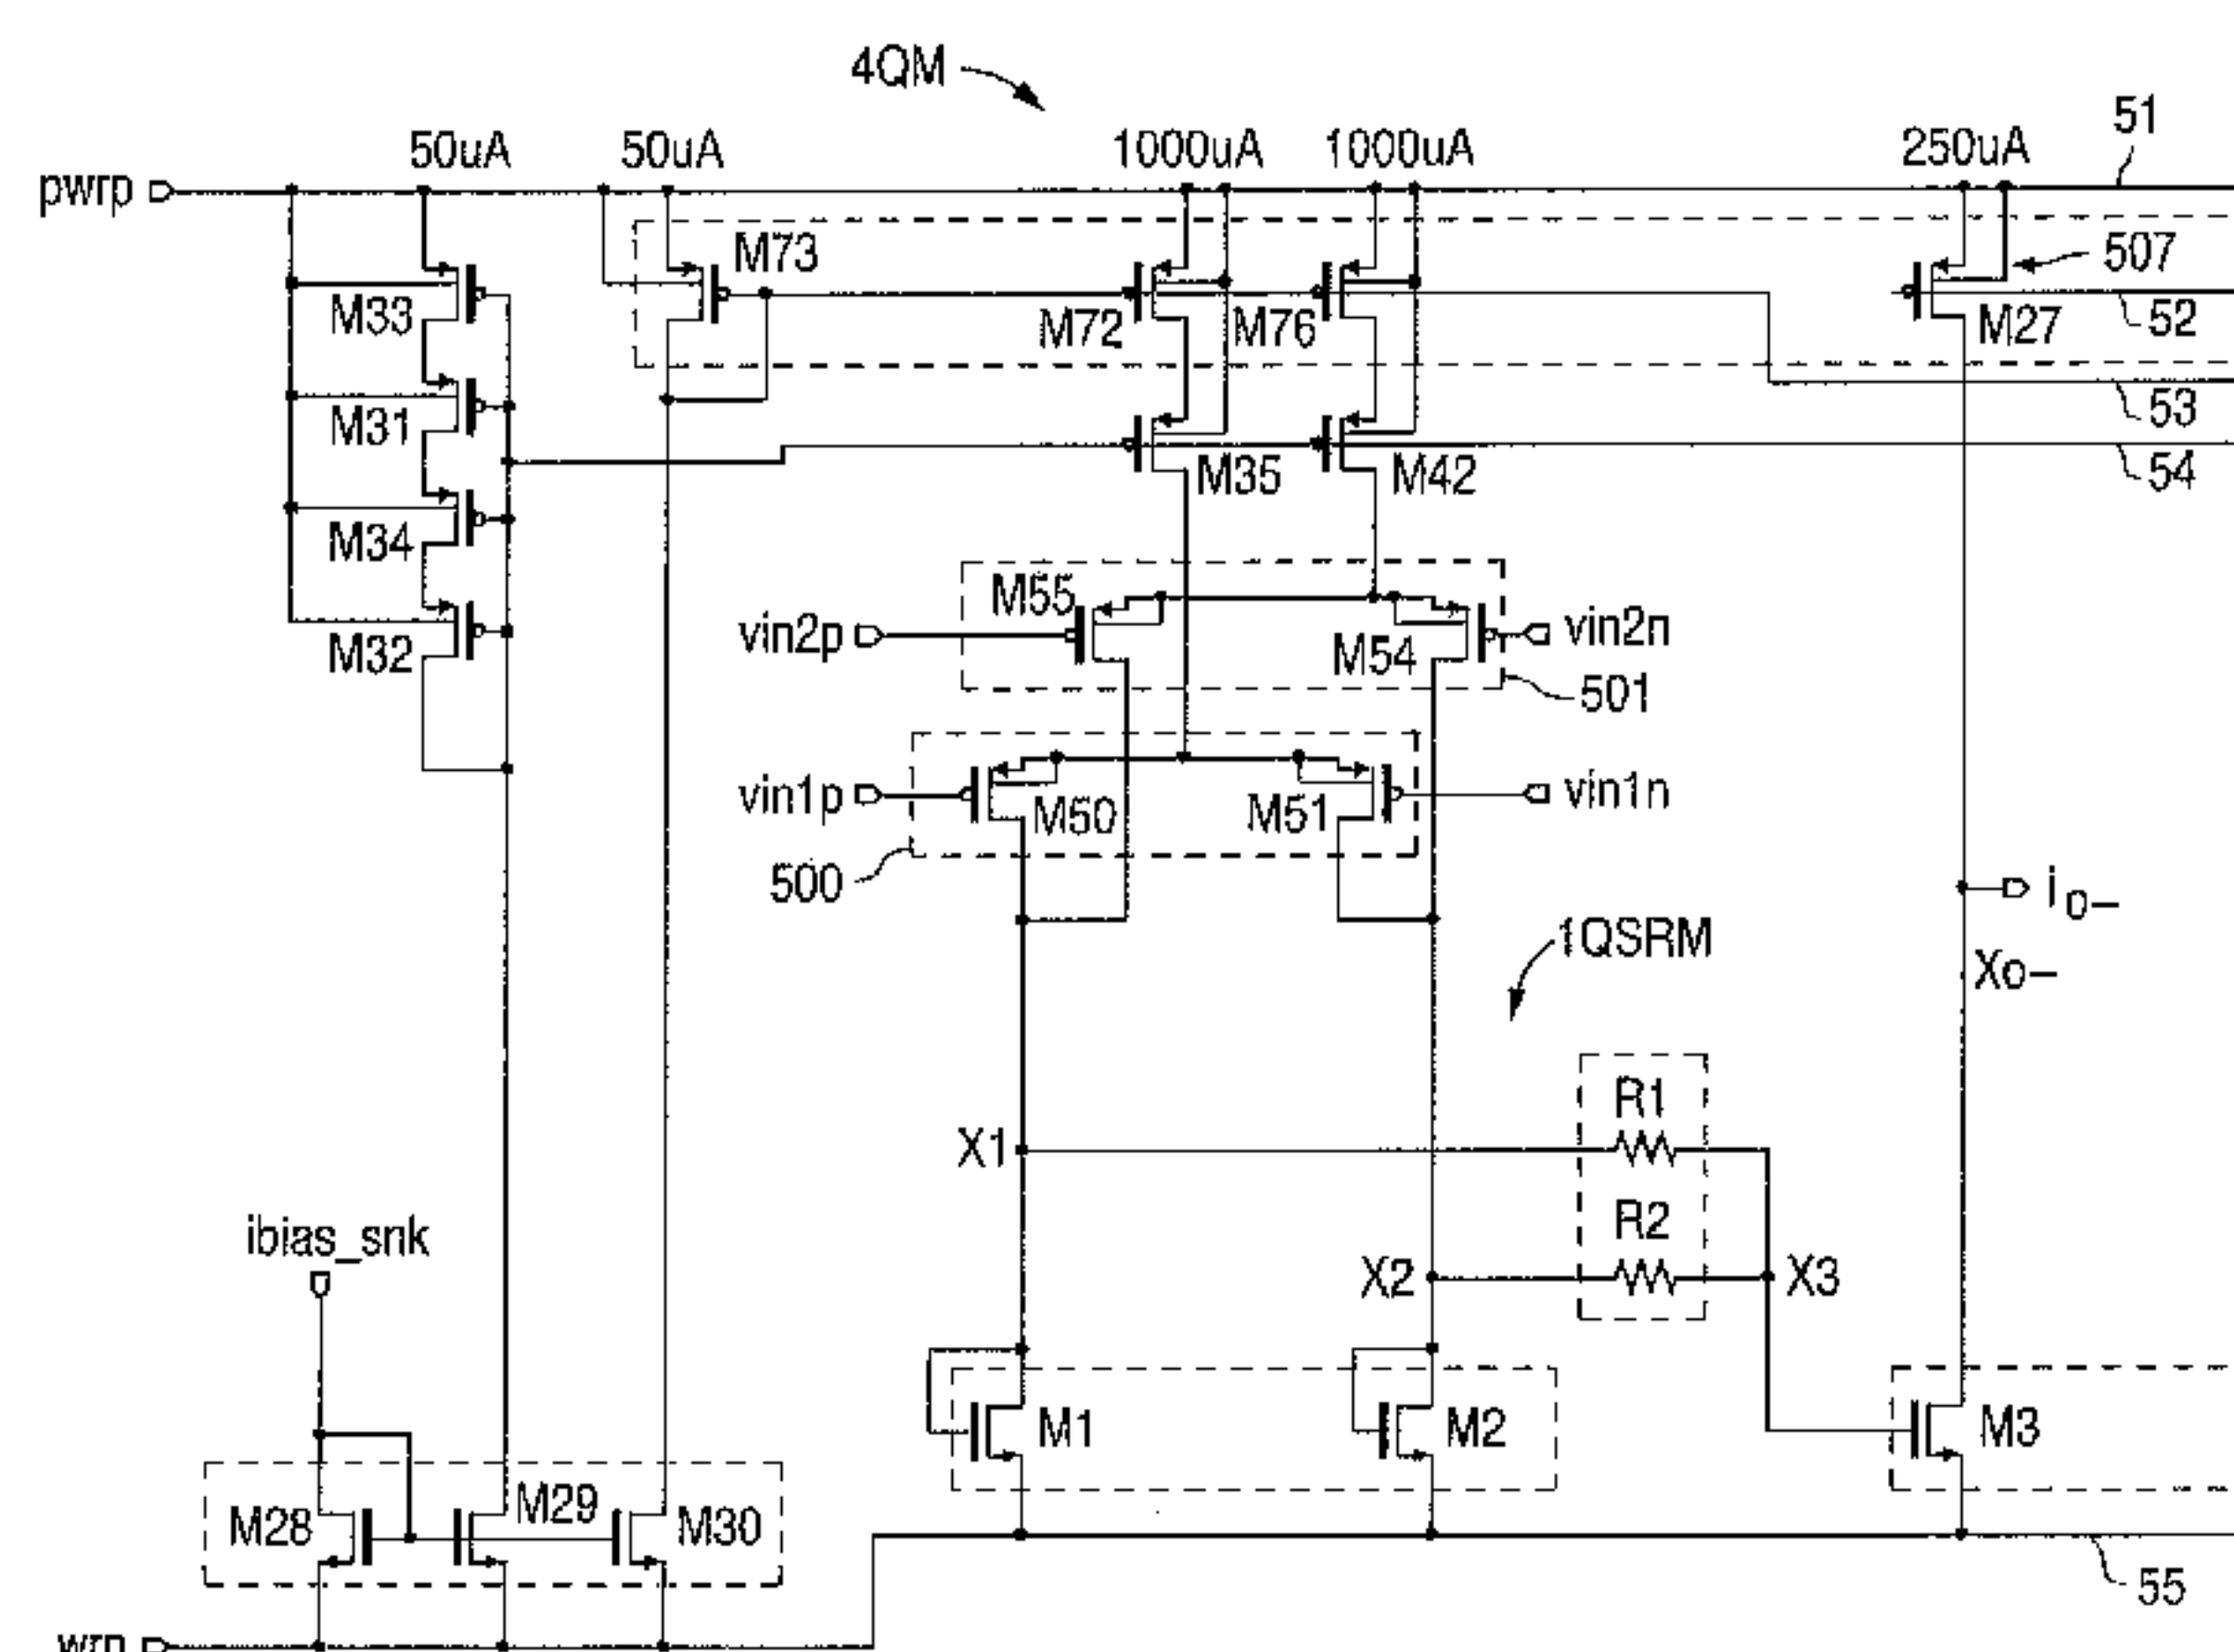 4QM
50uA 50uA 1000uA 1000uA 250uA 51
pwrp
M73 507
M33 M72 M76 M27 52
M31 53
M35 M42 54
M34
M55
vin2p vin2n
M32 M54
501
vin1p M50 M51 vin1n
500
io-
1QSRM
Xo-
R1
X1
R2
ibias_snk
X2 X3
M1 M2 M3
M28 M29 M30
55